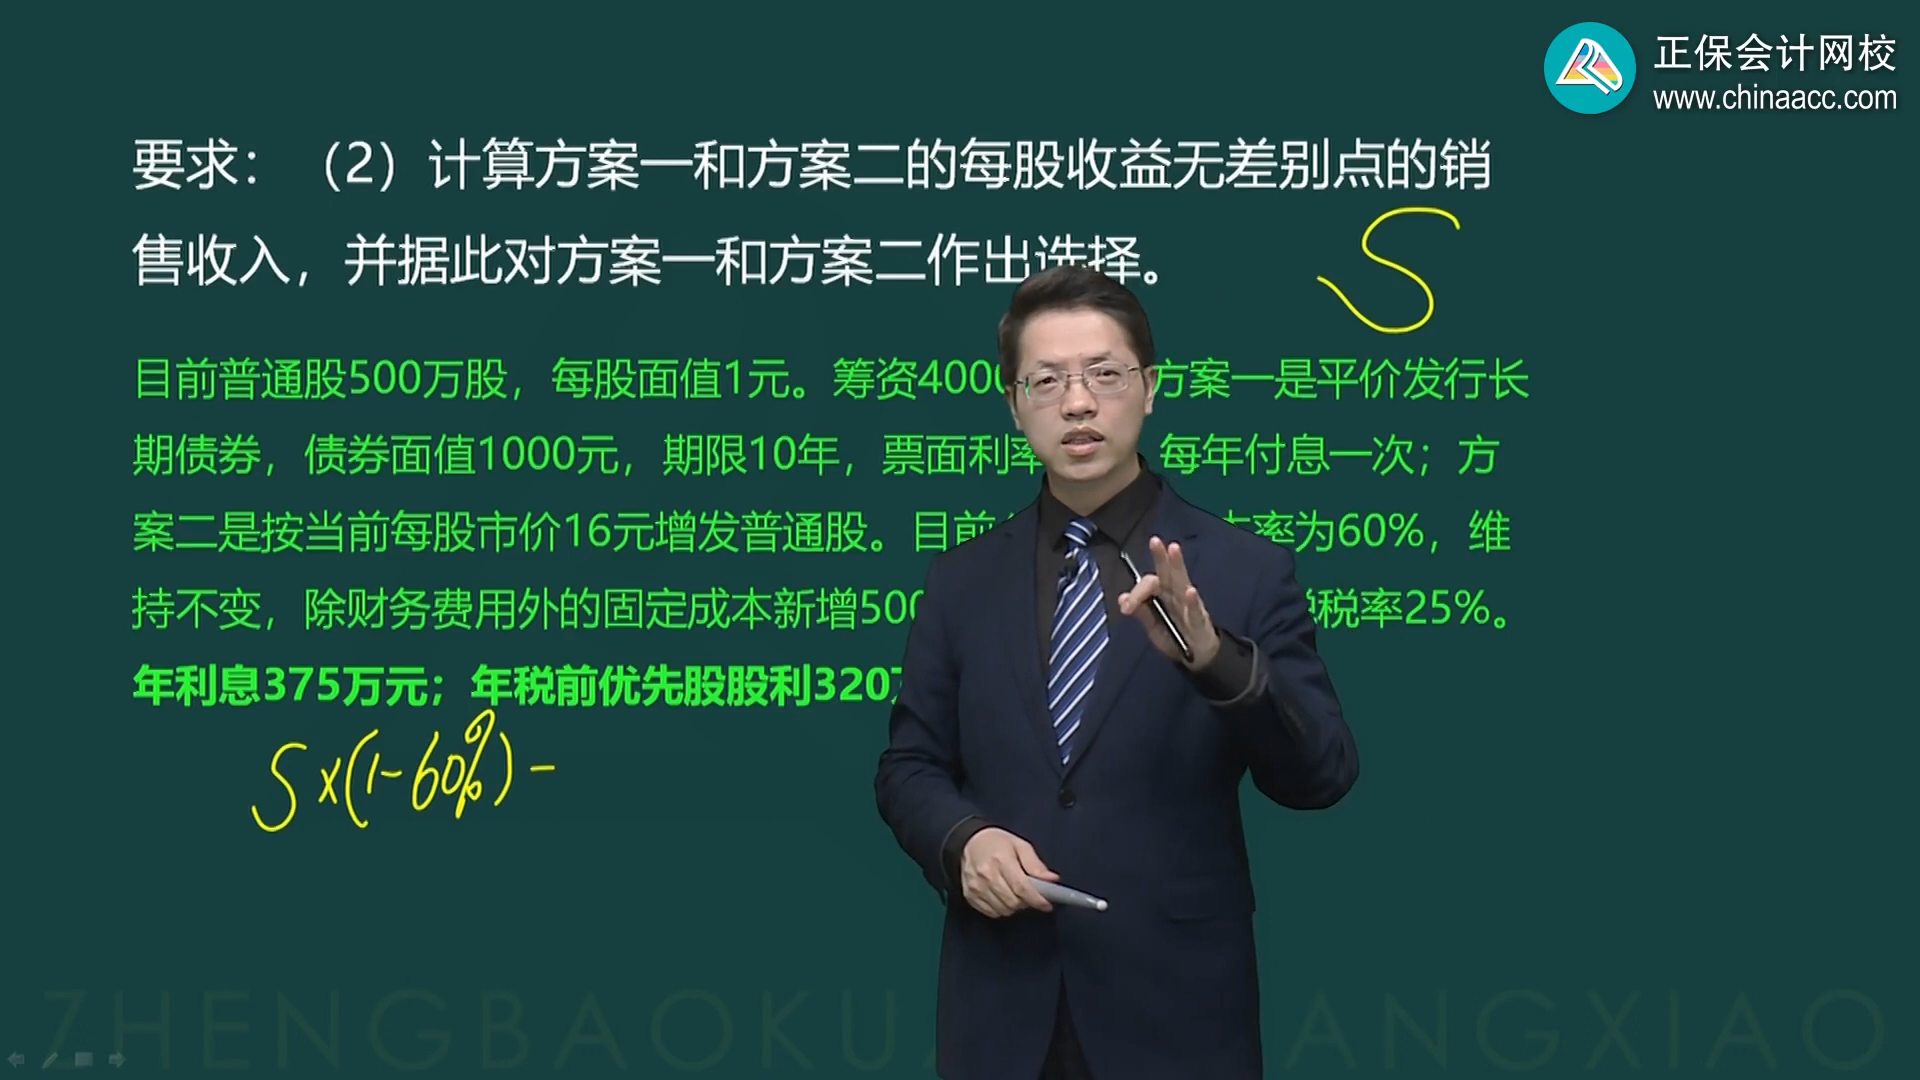 正保会计网校
www.chinaacc.com
要求：（2）计算方案一和方案二的每股收益无差别点的销
售收入，并据此对方案一和方案二作出选择。
S
目前普通股500万股，每股面值1元。筹资4000 方案一是平价发行长
期债券，债券面值1000元，期限10年，票面利率 每年付息一次；方
案二是按当前每股市价16元增发普通股。目前 率为60%，维
持不变，除财务费用外的固定成本新增500 税率25%。
年利息375万元；年税前优先股股利320万
S×(1-60%)-
ZHENGBAOKU ANGXIAO